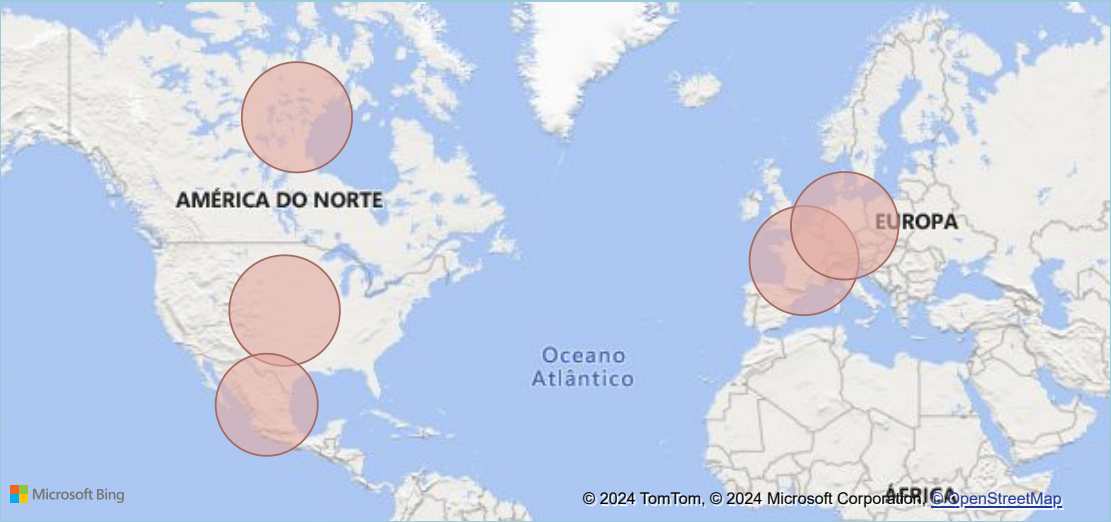 AMÉRICA DO NORTE
EUROPA
Oceano
Atlântico
Microsoft Bing
ÁFRICA
© 2024 TomTom, © 2024 Microsoft Corporation, © OpenStreetMap